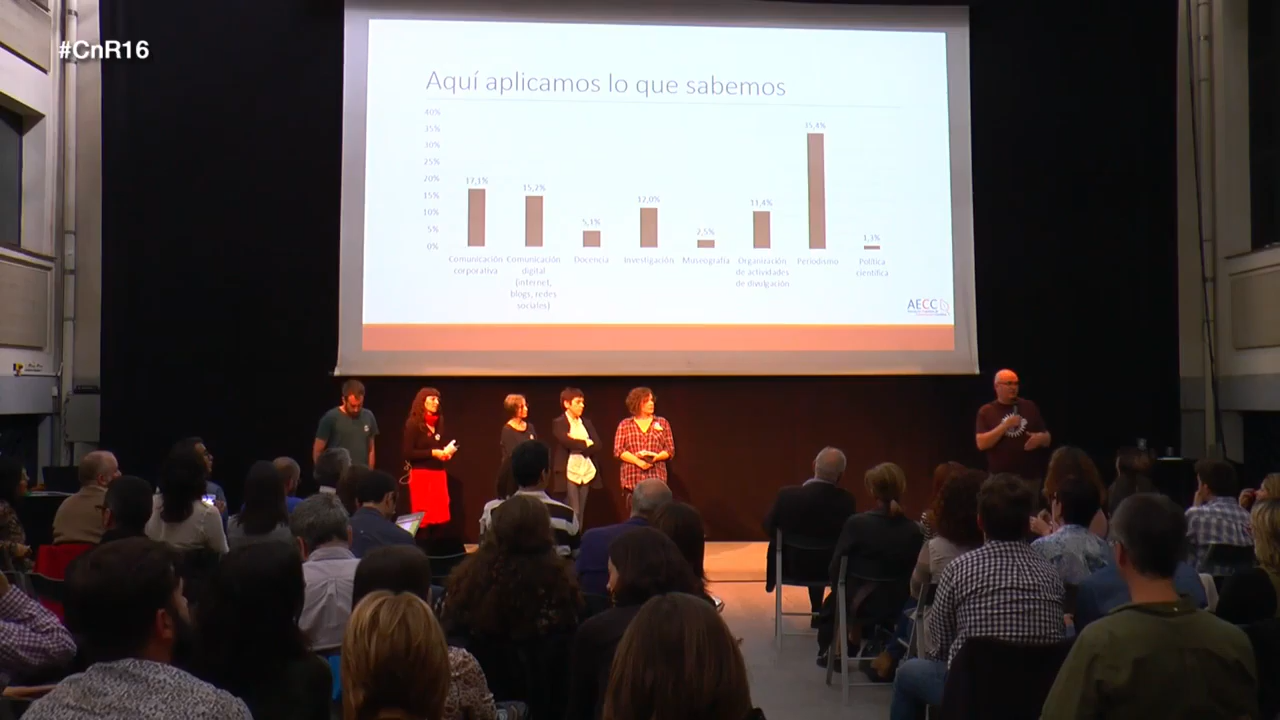 #CnR16
Aquí aplicamos lo que sabemos
40%
35%
30%
25%
20%
15%
10%
5%
0%
17,1%
15,2%
5,1%
12,0%
2,5%
11,4%
35,4%
1,3%
Comunicación
corporativa
Comunicación
digital
(internet,
blogs, redes
sociales)
Docencia
Investigación
Museografía
Organización
de actividades
de divulgación
Periodismo
Política
científica
AECC